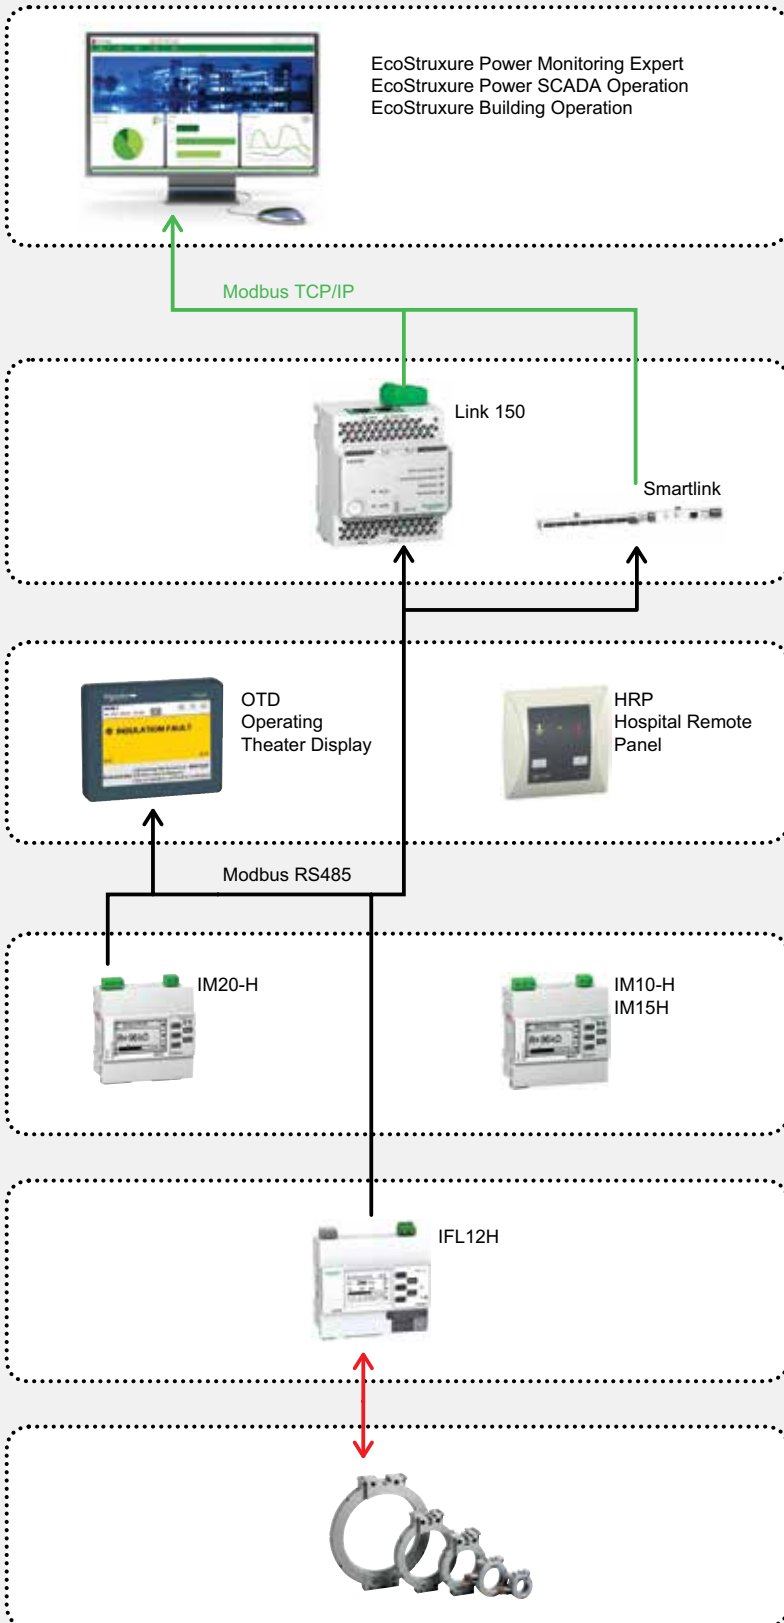 EcoStruxure Power Monitoring Expert
EcoStruxure Power SCADA Operation
EcoStruxure Building Operation
Modbus TCP/IP
Link 150
Smartlink
INSULATION FAULT
OTD
Operating
Theater Display
HRP
Hospital Remote
Panel
Modbus RS485
IM20-H
IM10-H
IM15H
IFL12H